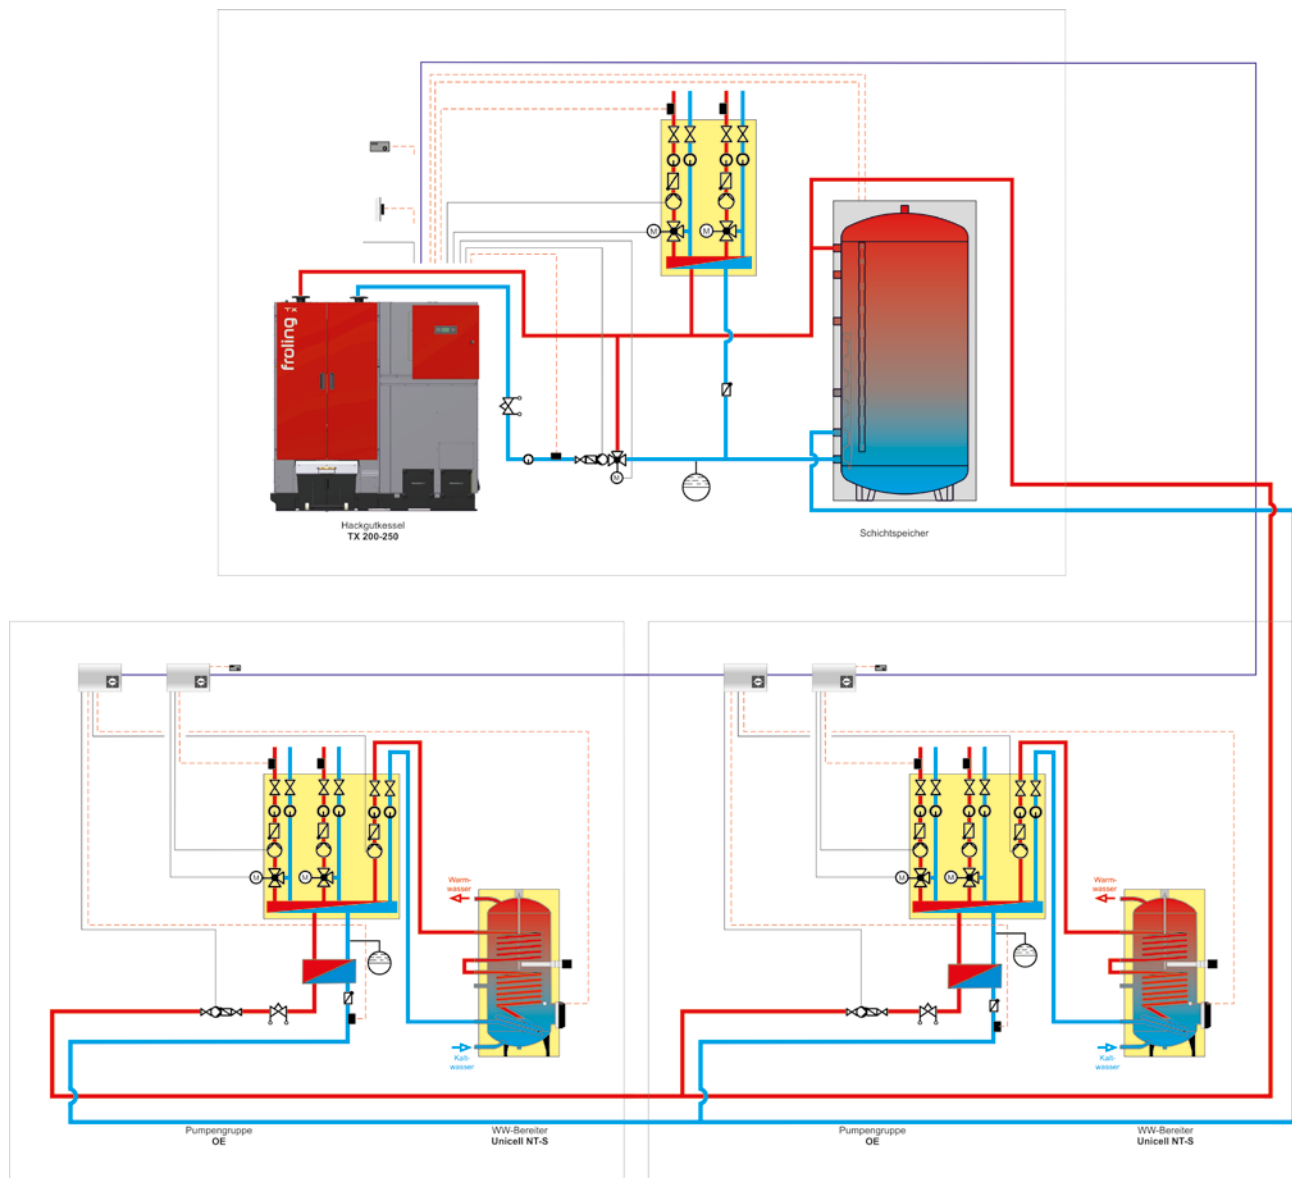 froling TX
M
M
M
Hackgutkessel
TX 200-250
Schichtspeicher
M
M
Warm-
wasser
Kalt-
wasser
Pumpengruppe
OE
WW-Bereiter
Unicell NT-S
M
M
Warm-
wasser
Kalt-
wasser
Pumpengruppe
OE
WW-Bereiter
Unicell NT-S